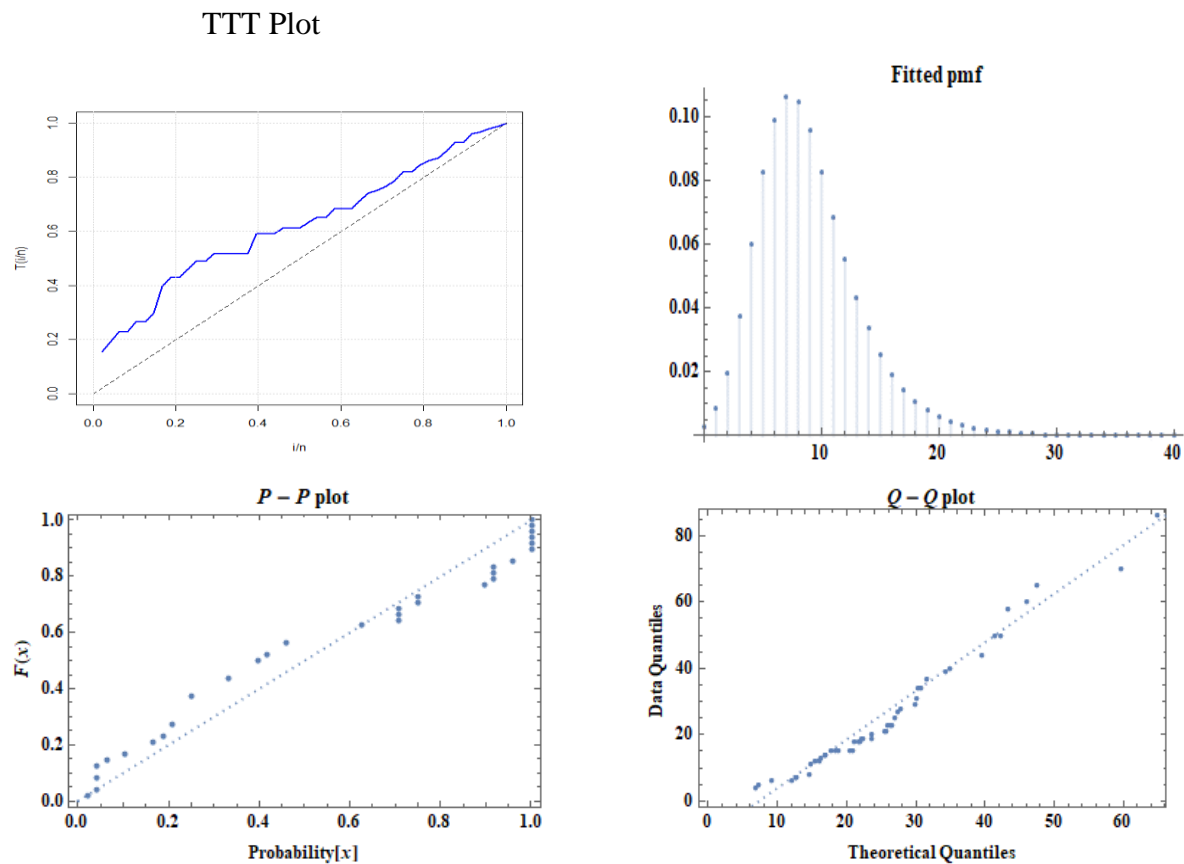 TTT Plot
1.0
0.8
0.6
0.4
0.2
0.0
T(i/n)
0.0 0.2 0.4 0.6 0.8 1.0
i/n
Fitted pmf
0.10
0.08
0.06
0.04
0.02
10 20 30 40
P – P plot
1.0
0.8
0.6
0.4
0.2
0.0
F(x)
0.0 0.2 0.4 0.6 0.8 1.0
Probability[x]
Q – Q plot
80
60
40
20
0
Data Quantiles
0 10 20 30 40 50 60
Theoretical Quantiles